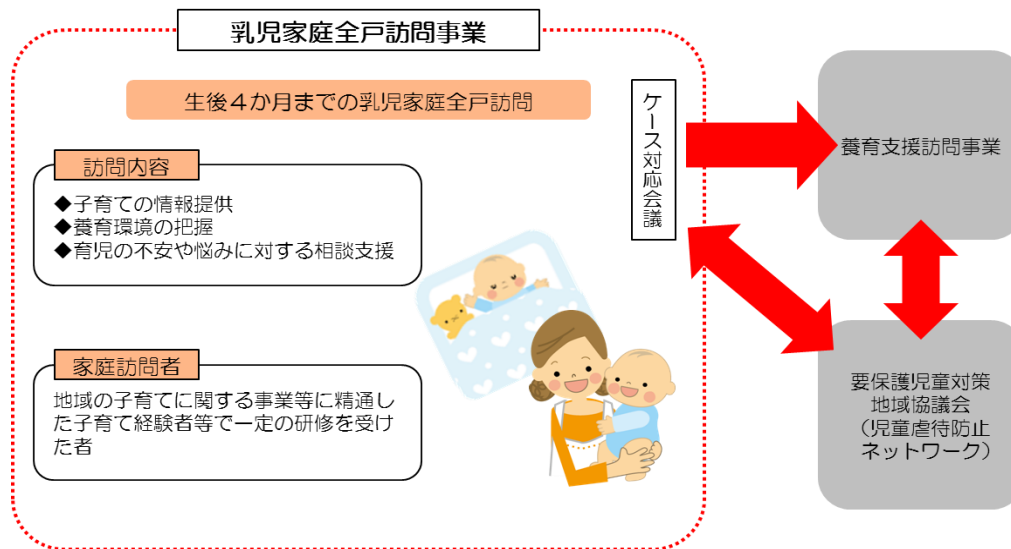 乳児家庭全戸訪問事業
生後４か月までの乳児家庭全戸訪問
訪問内容
◆子育ての情報提供
◆養育環境の把握
◆育児の不安や悩みに対する相談支援
家庭訪問者
地域の子育てに関する事業等に精通し
た子育て経験者等で一定の研修を受け
た者
ケース対応会議
養育支援訪問事業
要保護児童対策
地域協議会
（児童虐待防止
ネットワーク）